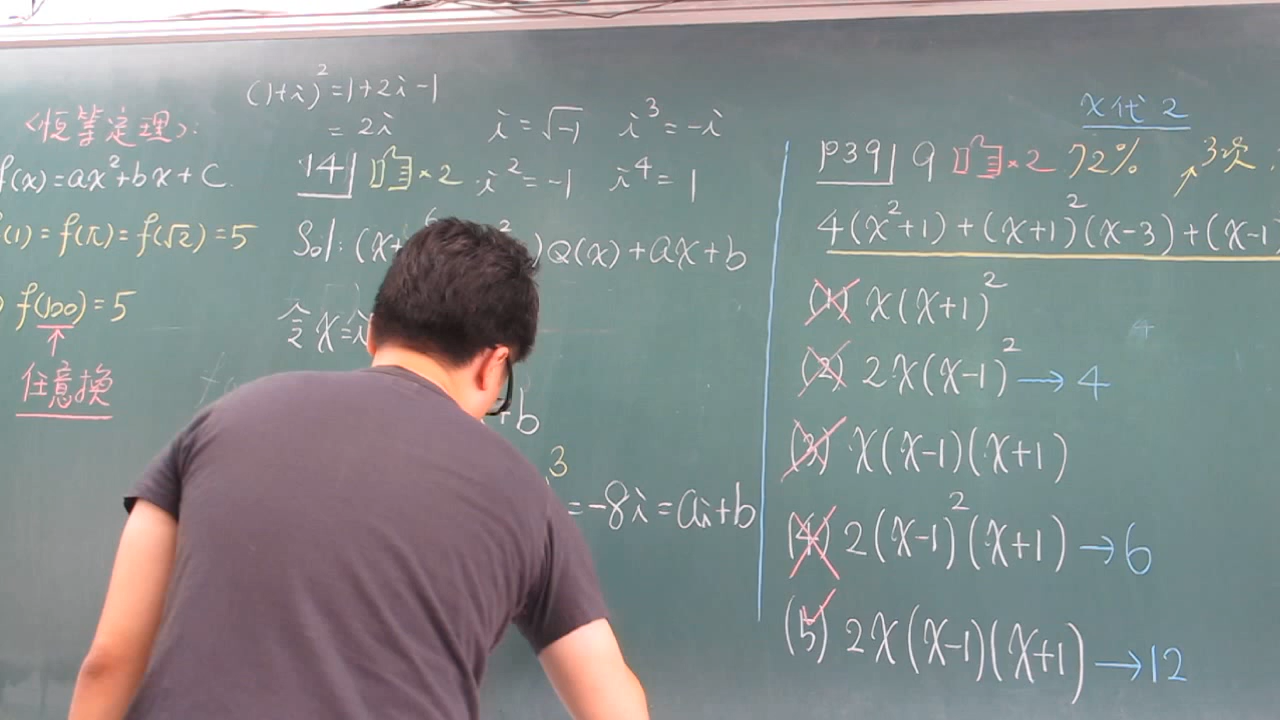 <恆等定理>:
f(x)=ax²+bx+c.
f(1)=f(π)=f(√2)=5
f(100)=5
↑
任意換
(1+i)²=1+2i-1
=2i
i=√-1 i³=-i
14 ×2 i²=-1 i⁴=1
Sol: (x+ )Q(x)+ax+b
令x=i
+b
3
=-8i=ai+b
x代2
P39 9 ×2 72% ↗3次
4(x²+1)+(x+1)²(x-3)+(x-1)
(1) x(x+1)²
(2) 2x(x-1)²→4
(3) x(x-1)(x+1)
(4) 2(x-1)²(x+1)→6
(5) 2x(x-1)(x+1)→12